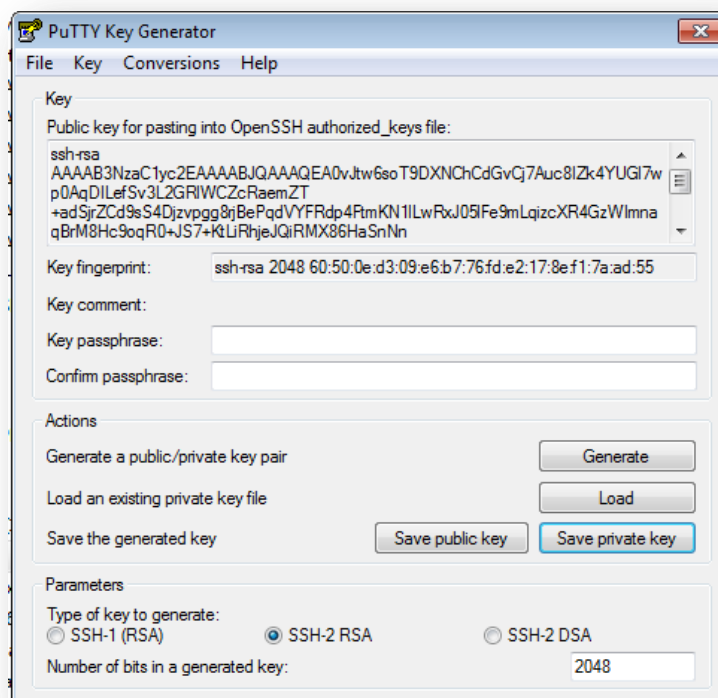 PuTTY Key Generator
File Key Conversions Help
Key
Public key for pasting into OpenSSH authorized_keys file:
ssh-rsa
AAAAB3NzaC1yc2EAAAABJQAAAQEA0vJtw6soT9DXNChCdGvCj7Auc8IZk4YUGI7w
p0AqDILefSv3L2GRIWCZcRaemZT
+adSjrZCd9sS4Djzvpgg8rjBePqdVYFRdp4PtmKN1ILwRxJ05IFe9mLqizcXR4GzWImna
qBrM8Hc9oqR0+JS7+KtLiRhjeJQiRMX86HaSnNn
Key fingerprint: ssh-rsa 2048 60:50:0e:d3:09:e6:b7:76:fd:e2:17:8e:f1:7a:ad:55
Key comment:
Key passphrase:
Confirm passphrase:
Actions
Generate a public/private key pair Generate
Load an existing private key file Load
Save the generated key Save public key Save private key
Parameters
Type of key to generate:
SSH-1 (RSA) SSH-2 RSA SSH-2 DSA
Number of bits in a generated key: 2048